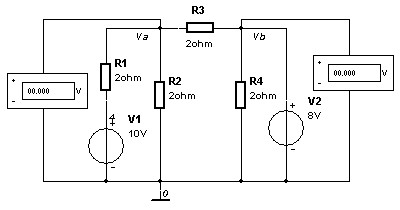 R3
Va
Vb
2ohm
R1
2ohm
R2
2ohm
R4
2ohm
+
00.000
V
-
+
00.000
V
-
4
+
V1
10V
-
+
V2
8V
-
0